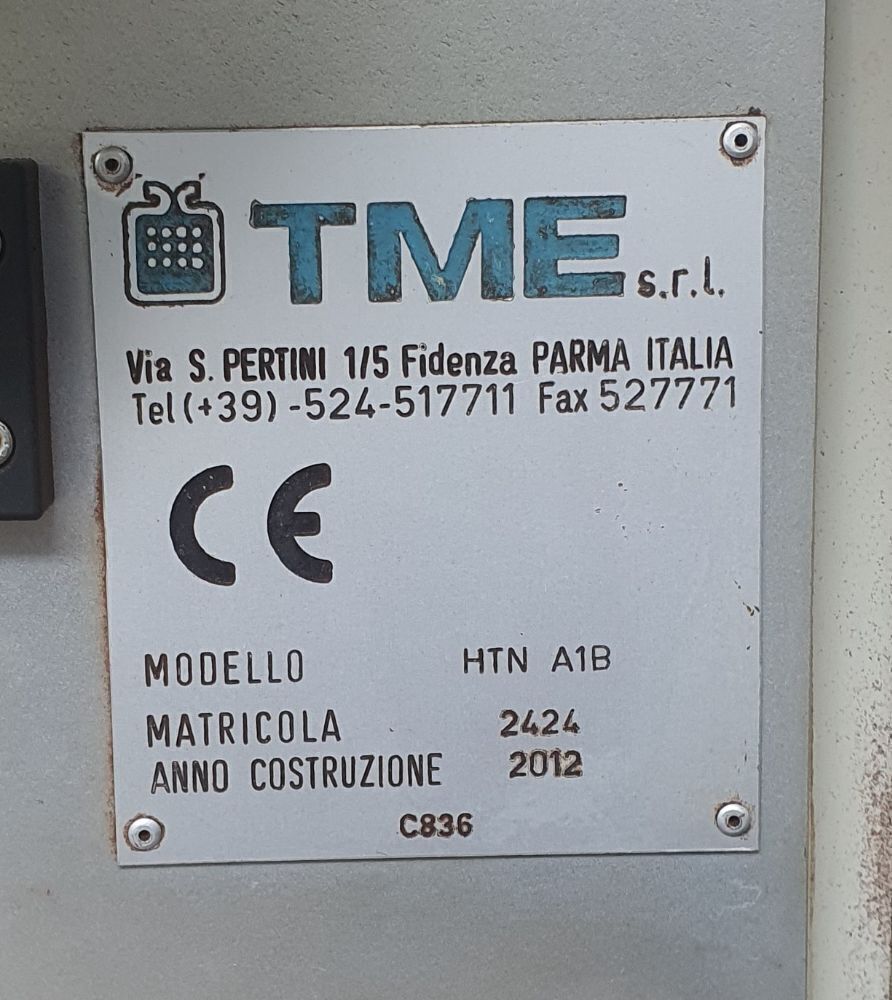 TME s.r.l.
Via S. PERTINI 1/5 Fidenza PARMA ITALIA
Tel (+39) -524-517711 Fax 527771
CE
MODELLO HTN A1B
MATRICOLA 2424
ANNO COSTRUZIONE 2012
C836